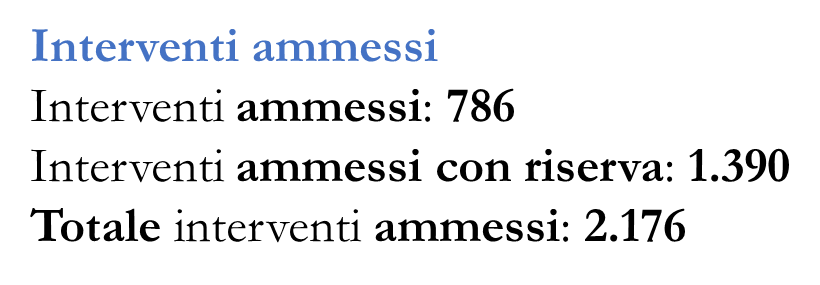 Interventi ammessi
Interventi ammessi: 786
Interventi ammessi con riserva: 1.390
Totale interventi ammessi: 2.176